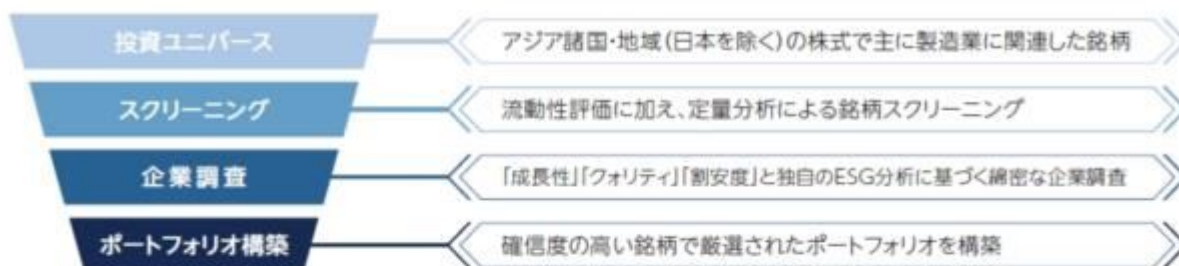 投資ユニバース
アジア諸国・地域(日本を除く)の株式で主に製造業に関連した銘柄
スクリーニング
流動性評価に加え、定量分析による銘柄スクリーニング
企業調査
「成長性」「クォリティ」「割安度」と独自のESG分析に基づく綿密な企業調査
ポートフォリオ構築
確信度の高い銘柄で厳選されたポートフォリオを構築